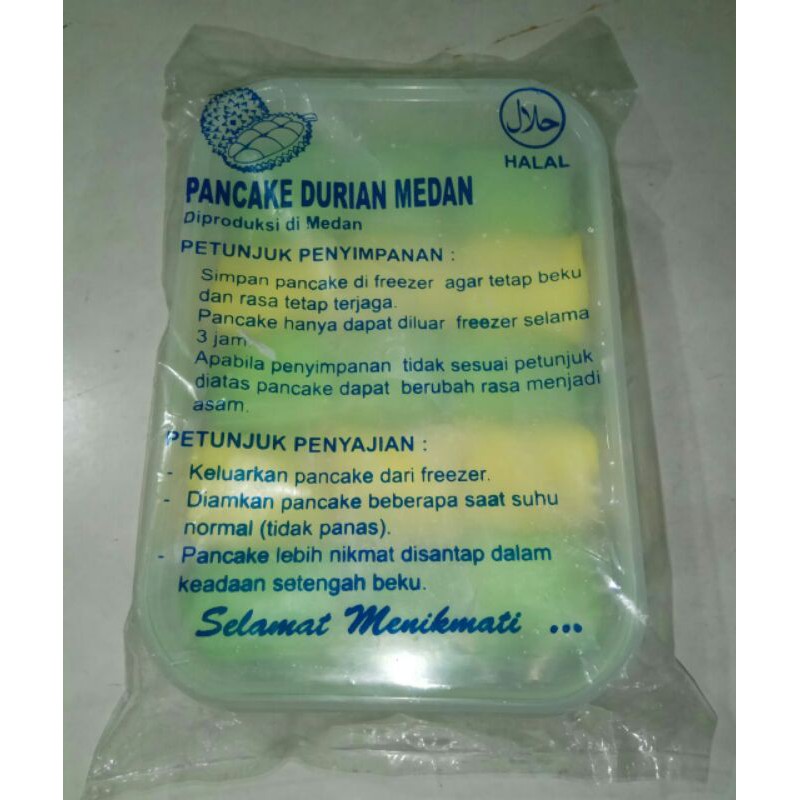 حلال
HALAL
PANCAKE DURIAN MEDAN
Diproduksi di Medan
PETUNJUK PENYIMPANAN :
Simpan pancake di freezer agar tetap beku
dan rasa tetap terjaga.
Pancake hanya dapat diluar freezer selama
3 jam
Apabila penyimpanan tidak sesuai petunjuk
diatas pancake dapat berubah rasa menjadi
asam.
PETUNJUK PENYAJIAN :
- Keluarkan pancake dari freezer.
- Diamkan pancake beberapa saat suhu
normal (tidak panas).
- Pancake lebih nikmat disantap dalam
keadaan setengah beku.
Selamat Menikmati ...